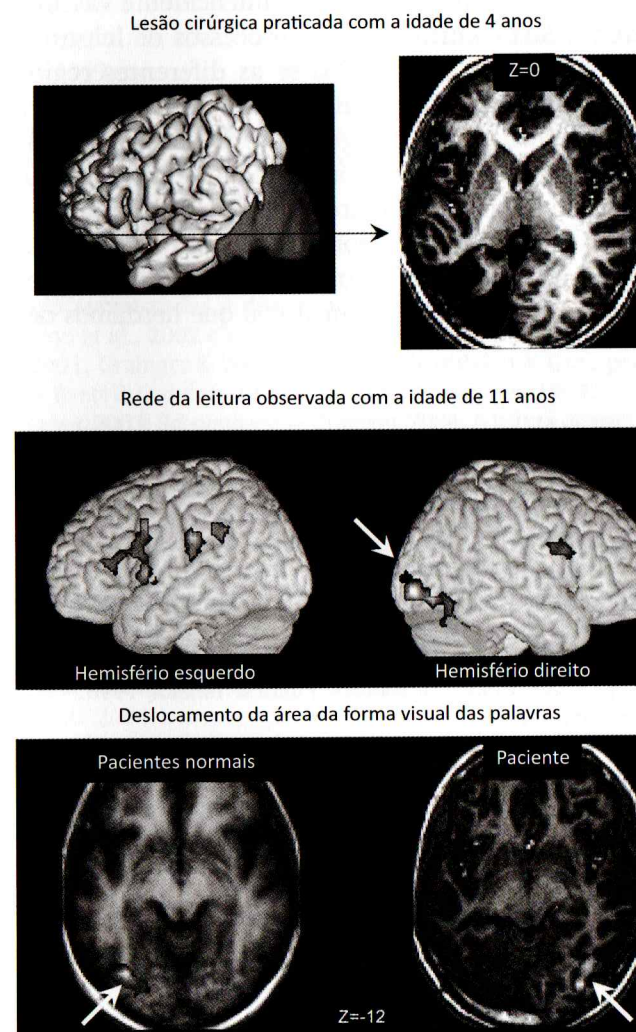 Lesão cirúrgica praticada com a idade de 4 anos
Z=0
Rede da leitura observada com a idade de 11 anos
Hemisfério esquerdo
Hemisfério direito
Deslocamento da área da forma visual das palavras
Pacientes normais
Paciente
Z=-12